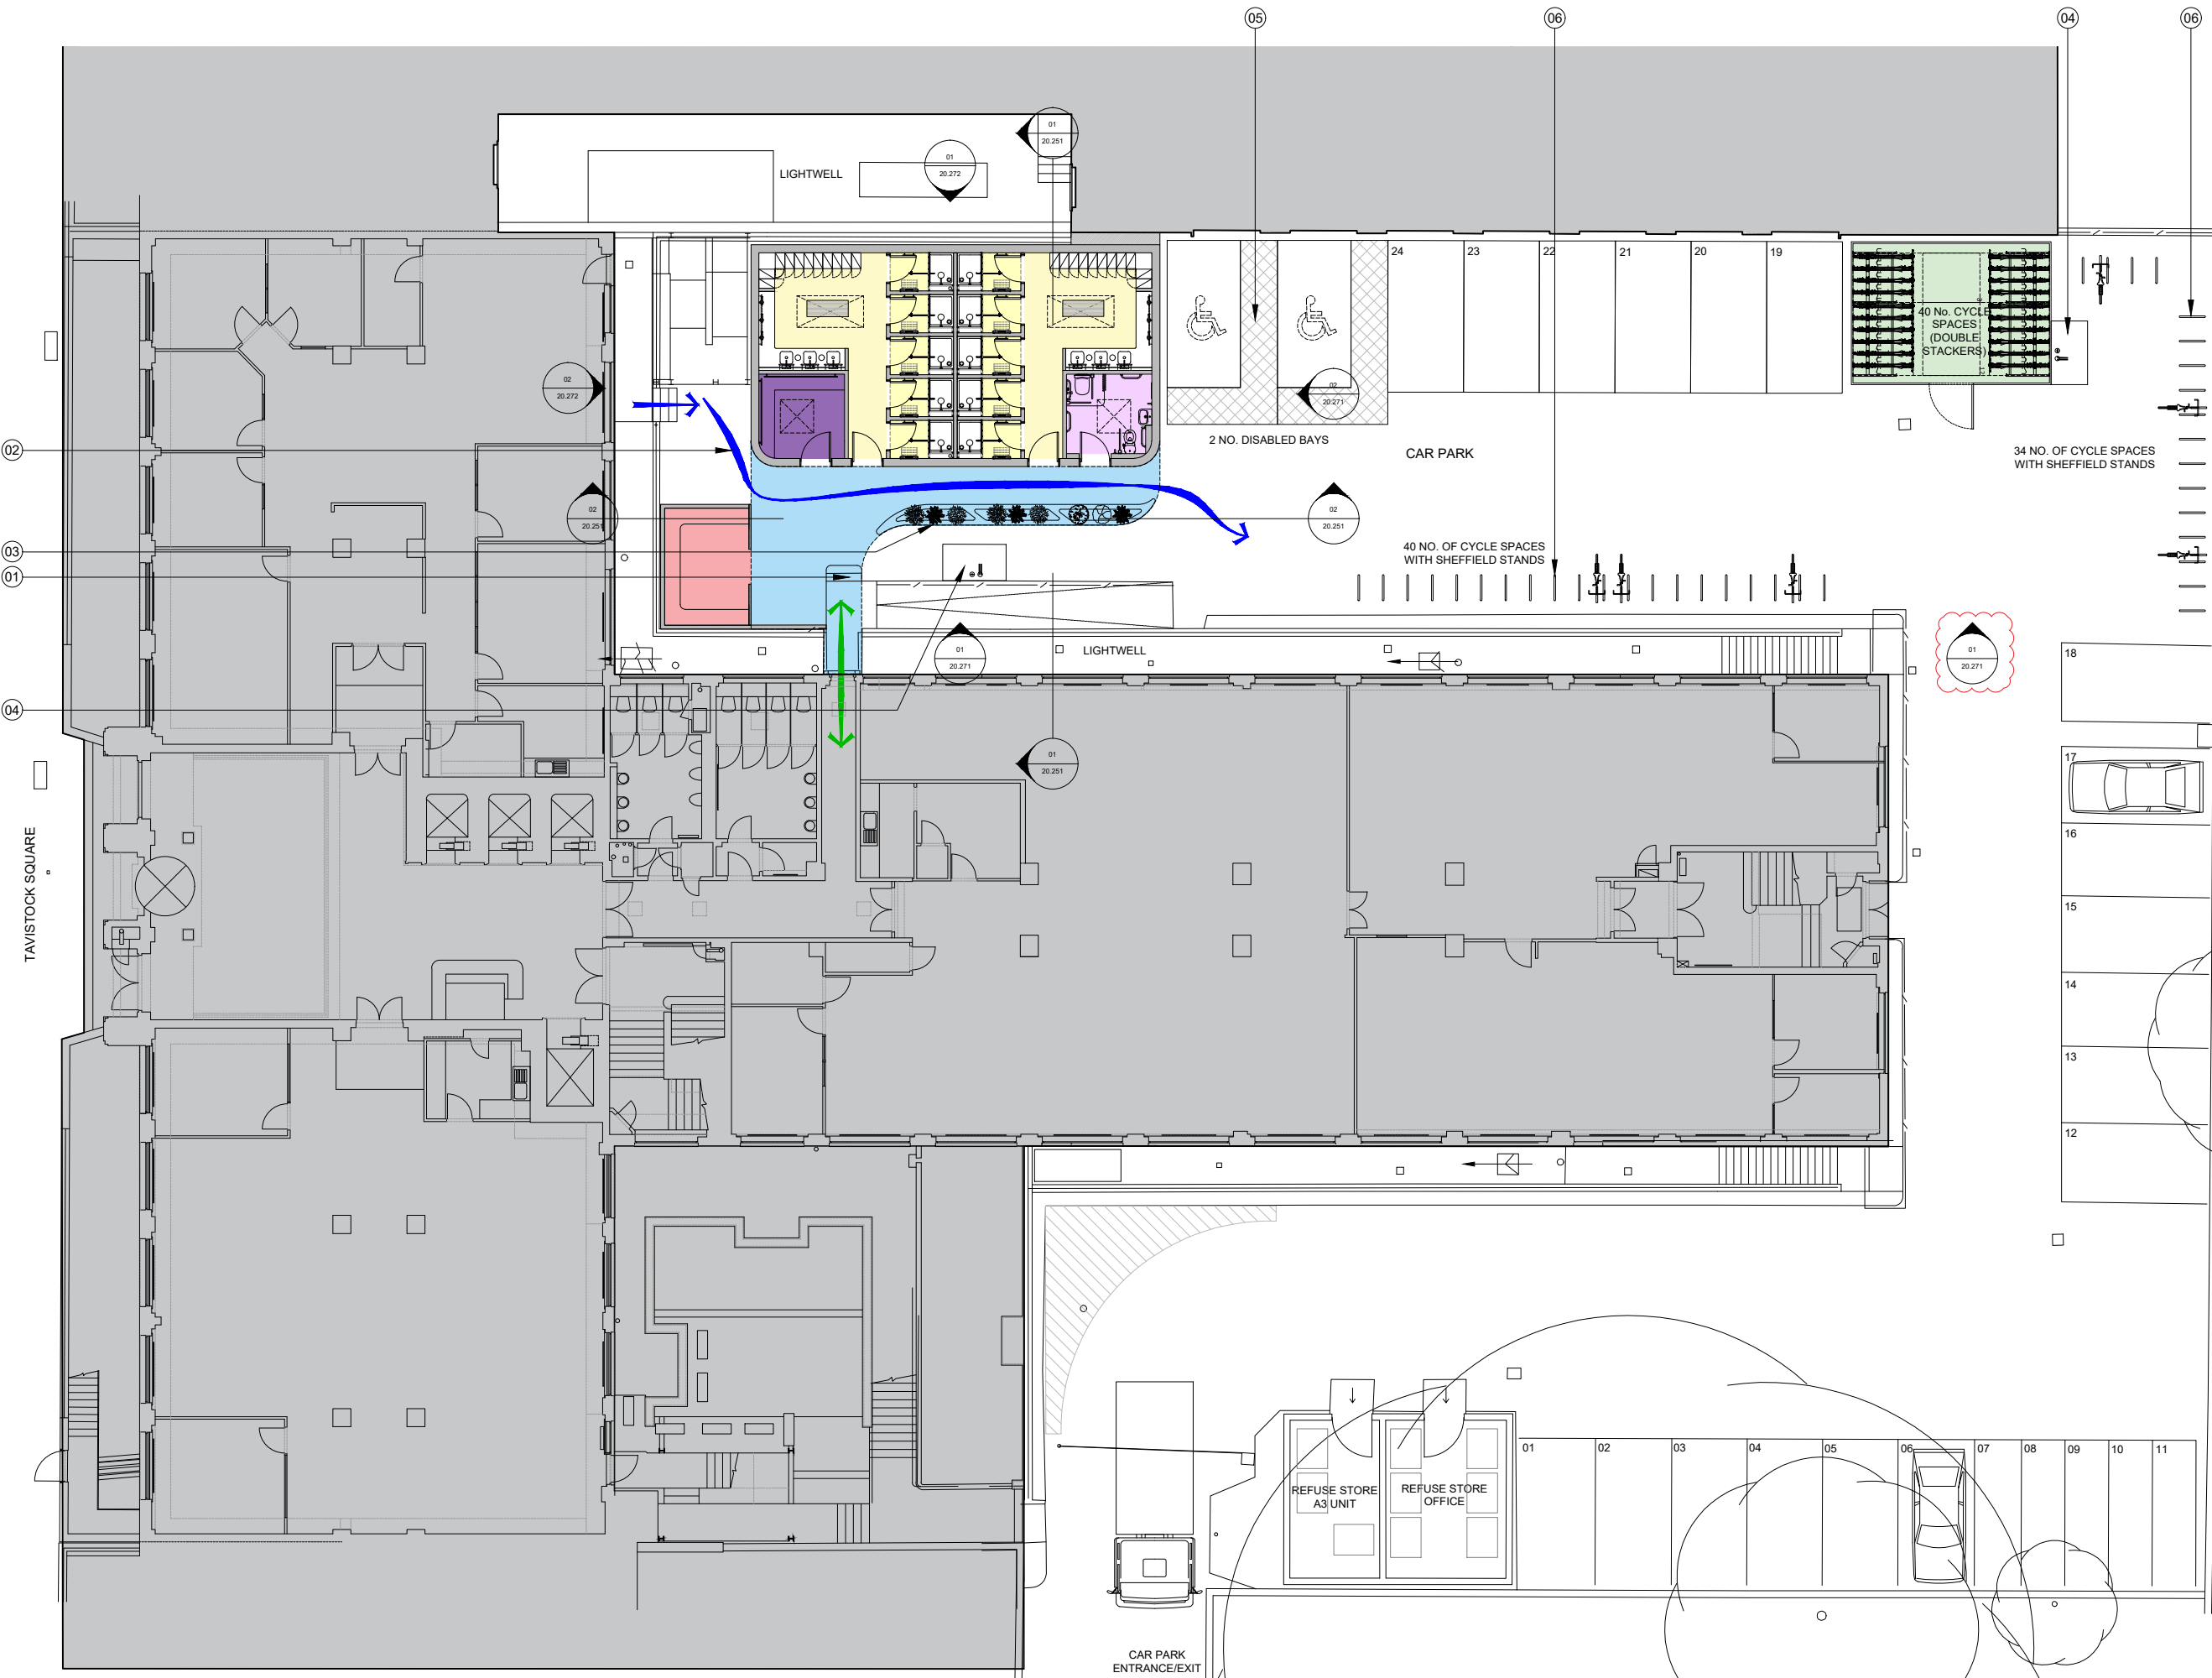 05
06
04
06
01
20.251
01
20.272
LIGHTWELL
24
23
22
21
20
19
40 No. CYCLE
SPACES
(DOUBLE
STACKERS)
02
20.272
02
20.271
2 NO. DISABLED BAYS
CAR PARK
34 NO. OF CYCLE SPACES
WITH SHEFFIELD STANDS
02
02
20.251
02
20.251
03
40 NO. OF CYCLE SPACES
WITH SHEFFIELD STANDS
01
01
20.271
LIGHTWELL
01
20.271
18
04
01
20.251
17
16
TAVISTOCK SQUARE
15
14
13
12
01
02
03
04
05
06
07
08
09
10
11
REFUSE STORE
A3 UNIT
REFUSE STORE
OFFICE
CAR PARK
ENTRANCE/EXIT